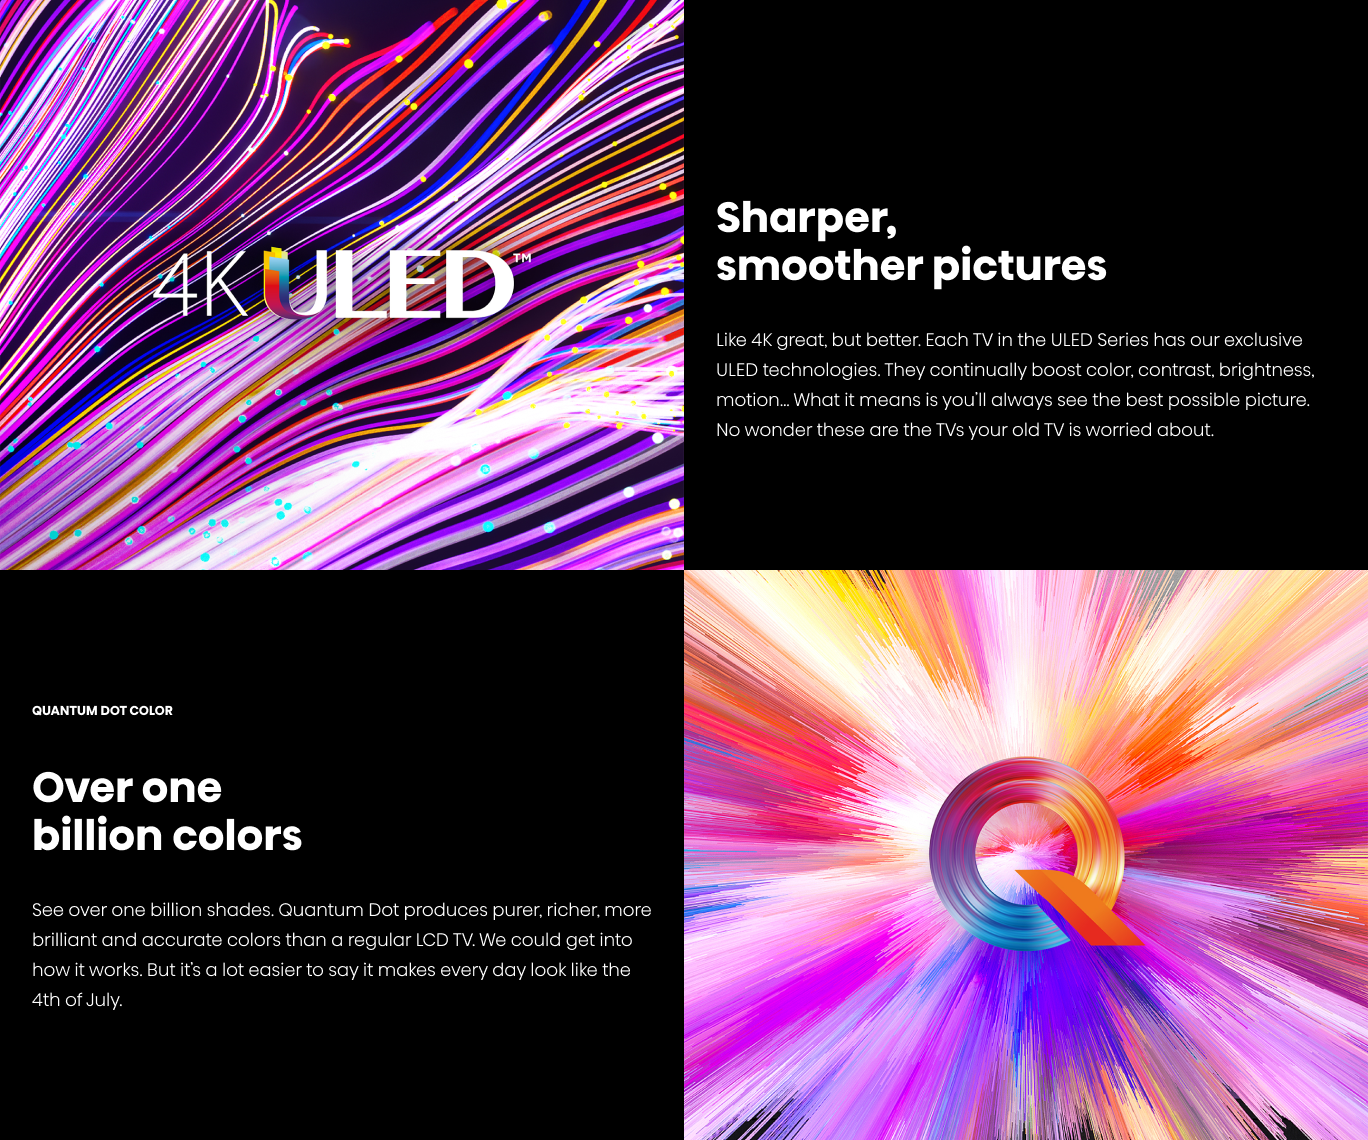 4K ULED™
Sharper,
smoother pictures
Like 4K great, but better. Each TV in the ULED Series has our exclusive
ULED technologies. They continually boost color, contrast, brightness,
motion... What it means is you'll always see the best possible picture.
No wonder these are the TVs your old TV is worried about.
QUANTUM DOT COLOR
Over one
billion colors
See over one billion shades. Quantum Dot produces purer, richer, more
brilliant and accurate colors than a regular LCD TV. We could get into
how it works. But it's a lot easier to say it makes every day look like the
4th of July.
Q